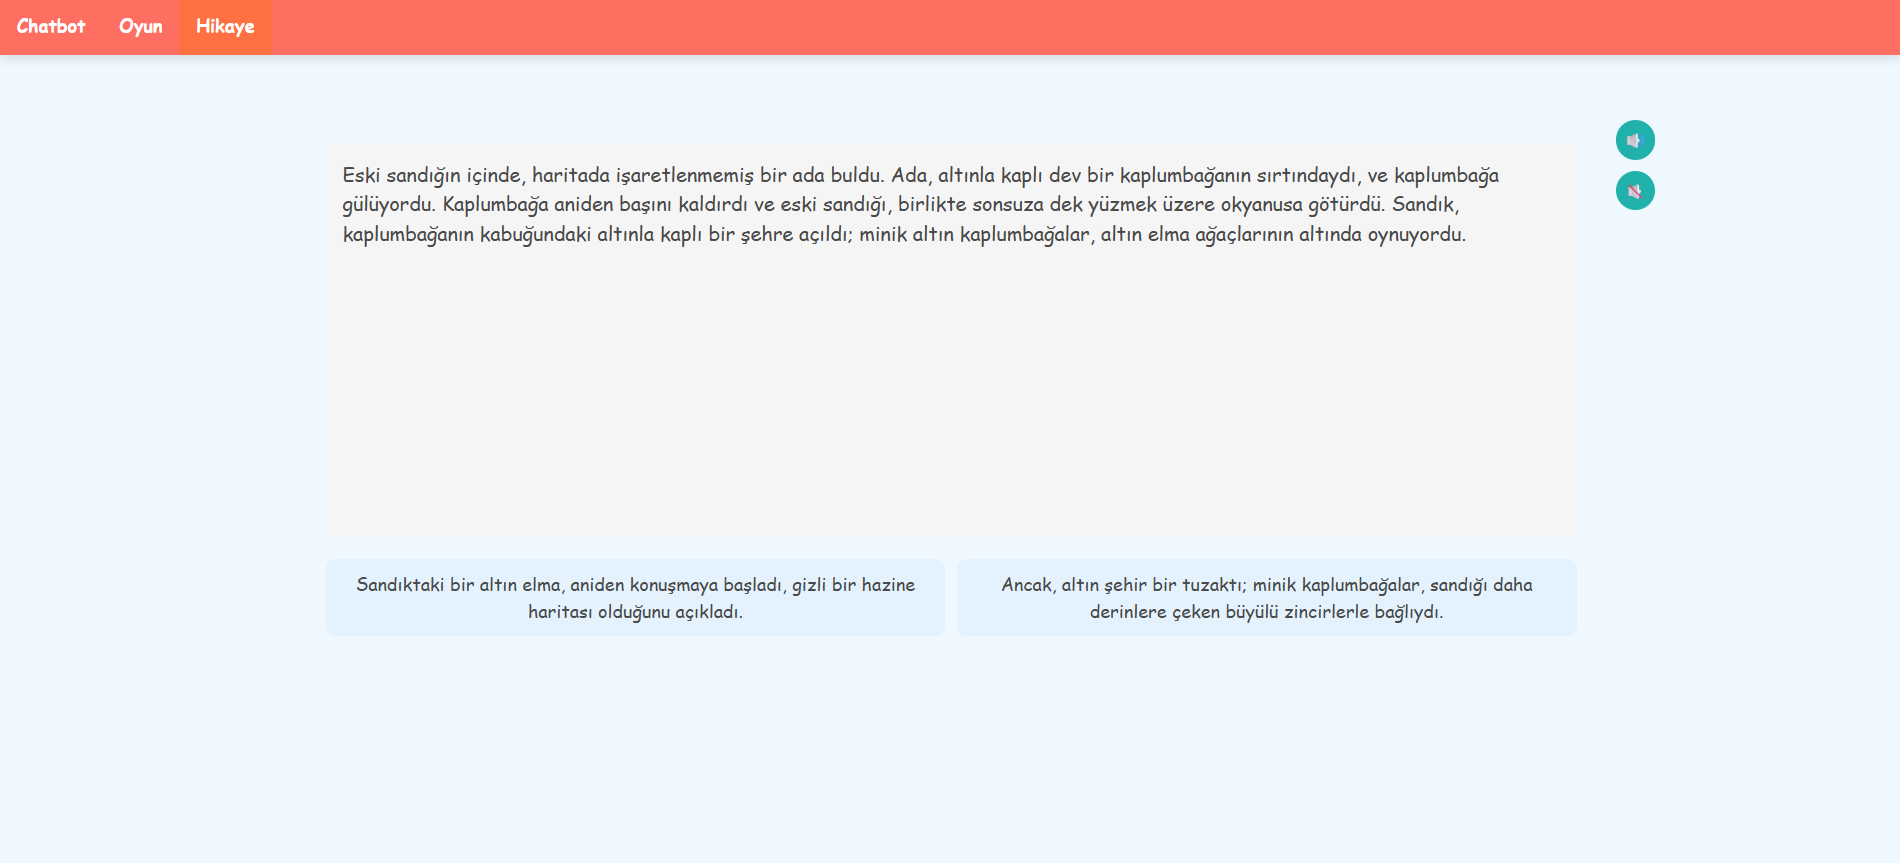 Chatbot Oyun Hikaye
Eski sandığın içinde, haritada işaretlenmemiş bir ada buldu. Ada, altınla kaplı dev bir kaplumbağanın sırtındaydı, ve kaplumbağa
gülüyordu. Kaplumbağa aniden başını kaldırdı ve eski sandığı, birlikte sonsuza dek yüzmek üzere okyanusa götürdü. Sandık,
kaplumbağanın kabuğundaki altınla kaplı bir şehre açıldı; minik altın kaplumbağalar, altın elma ağaçlarının altında oynuyordu.
Sandıktaki bir altın elma, aniden konuşmaya başladı, gizli bir hazine
haritası olduğunu açıkladı.
Ancak, altın şehir bir tuzaktı; minik kaplumbağalar, sandığı daha
derinlere çeken büyülü zincirlerle bağlıydı.